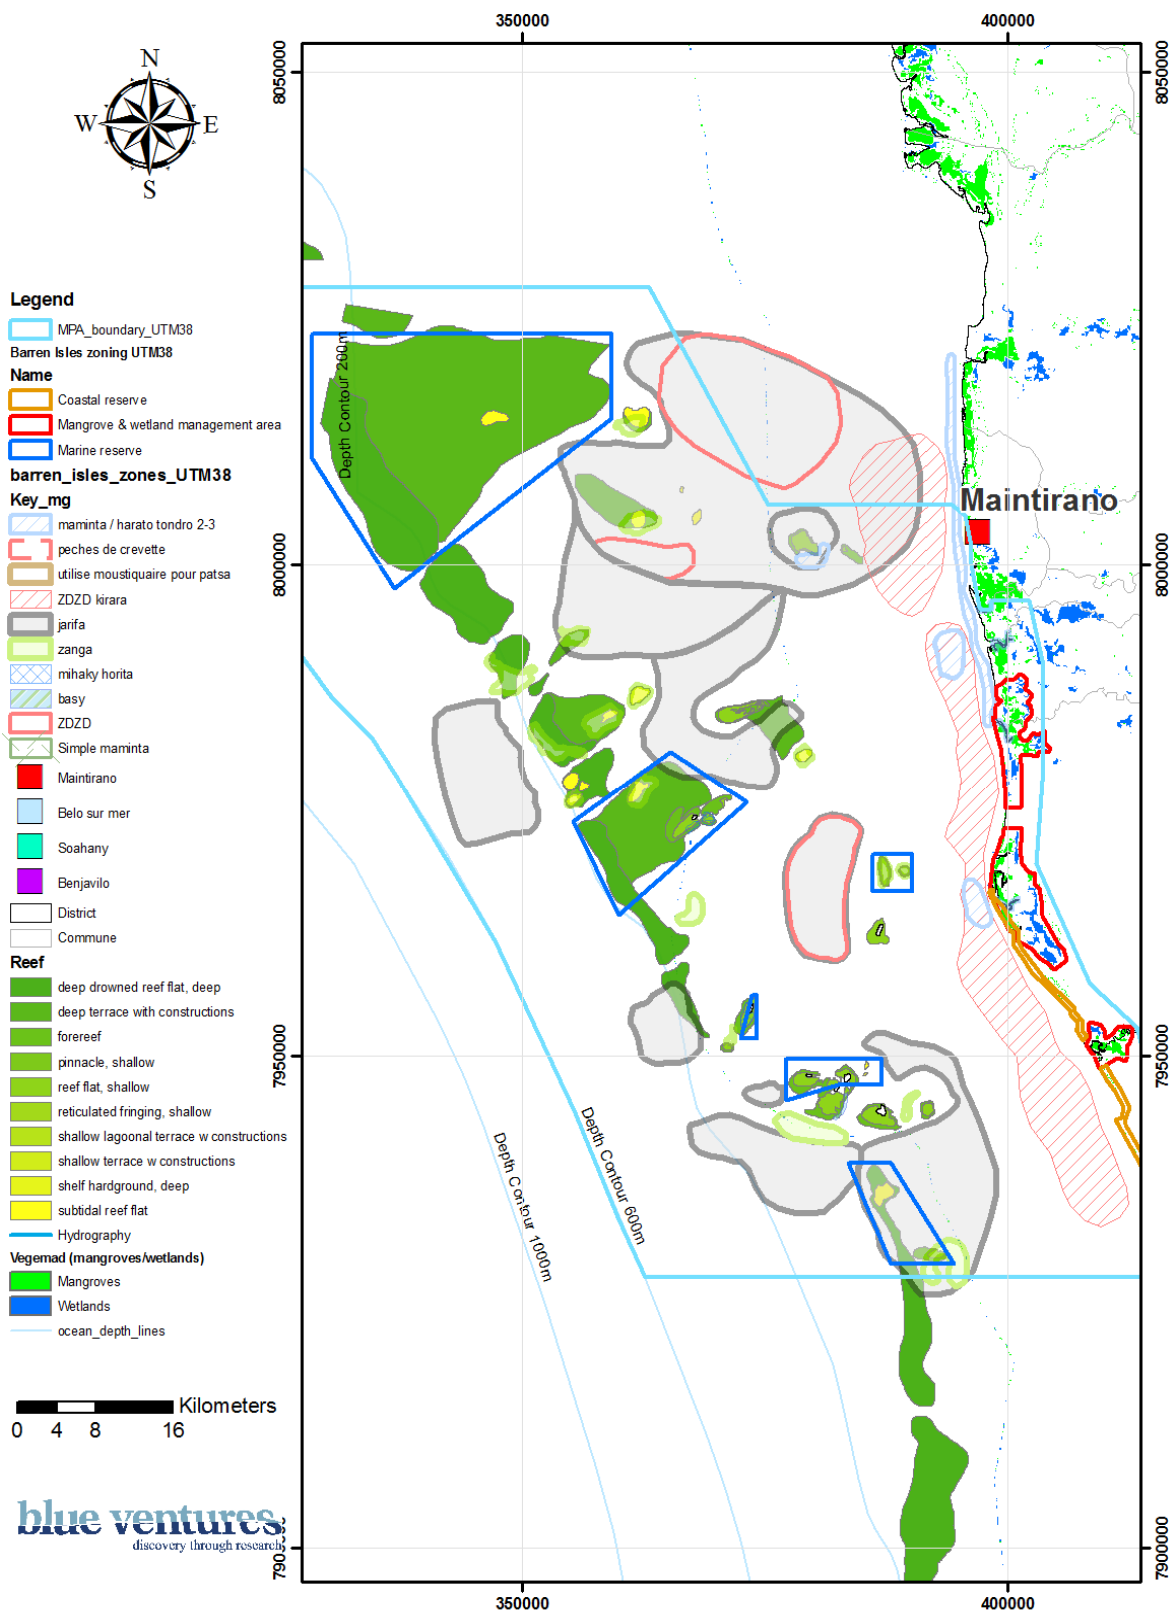 350000
400000
N
W
E
S
8050000
8050000
Legend
MPA_boundary_UTM38
Barren Isles zoning UTM38
Name
Coastal reserve
Mangrove & wetland management area
Marine reserve
barren_isles_zones_UTM38
Key_mg
maminta / harato tondro 2-3
peches de crevette
utilise moustiquaire pour patsa
ZDZD kirara
jarifa
zanga
mihaky horita
basy
ZDZD
Simple maminta
Maintirano
Belo sur mer
Soahany
Benjavilo
District
Commune
Reef
deep drowned reef flat, deep
deep terrace with constructions
forereef
pinnacle, shallow
reef flat, shallow
reticulated fringing, shallow
shallow lagoonal terrace w constructions
shallow terrace w constructions
shelf hardground, deep
subtidal reef flat
Hydrography
Vegemad (mangroves/wetlands)
Mangroves
Wetlands
ocean_depth_lines
Kilometers
0 4 8 16
blue ventures
discovery through research
Depth Contour 200m
Maintirano
8000000
8000000
7950000
7950000
Depth Contour 600m
Depth Contour 1000m
7900000
350000
400000